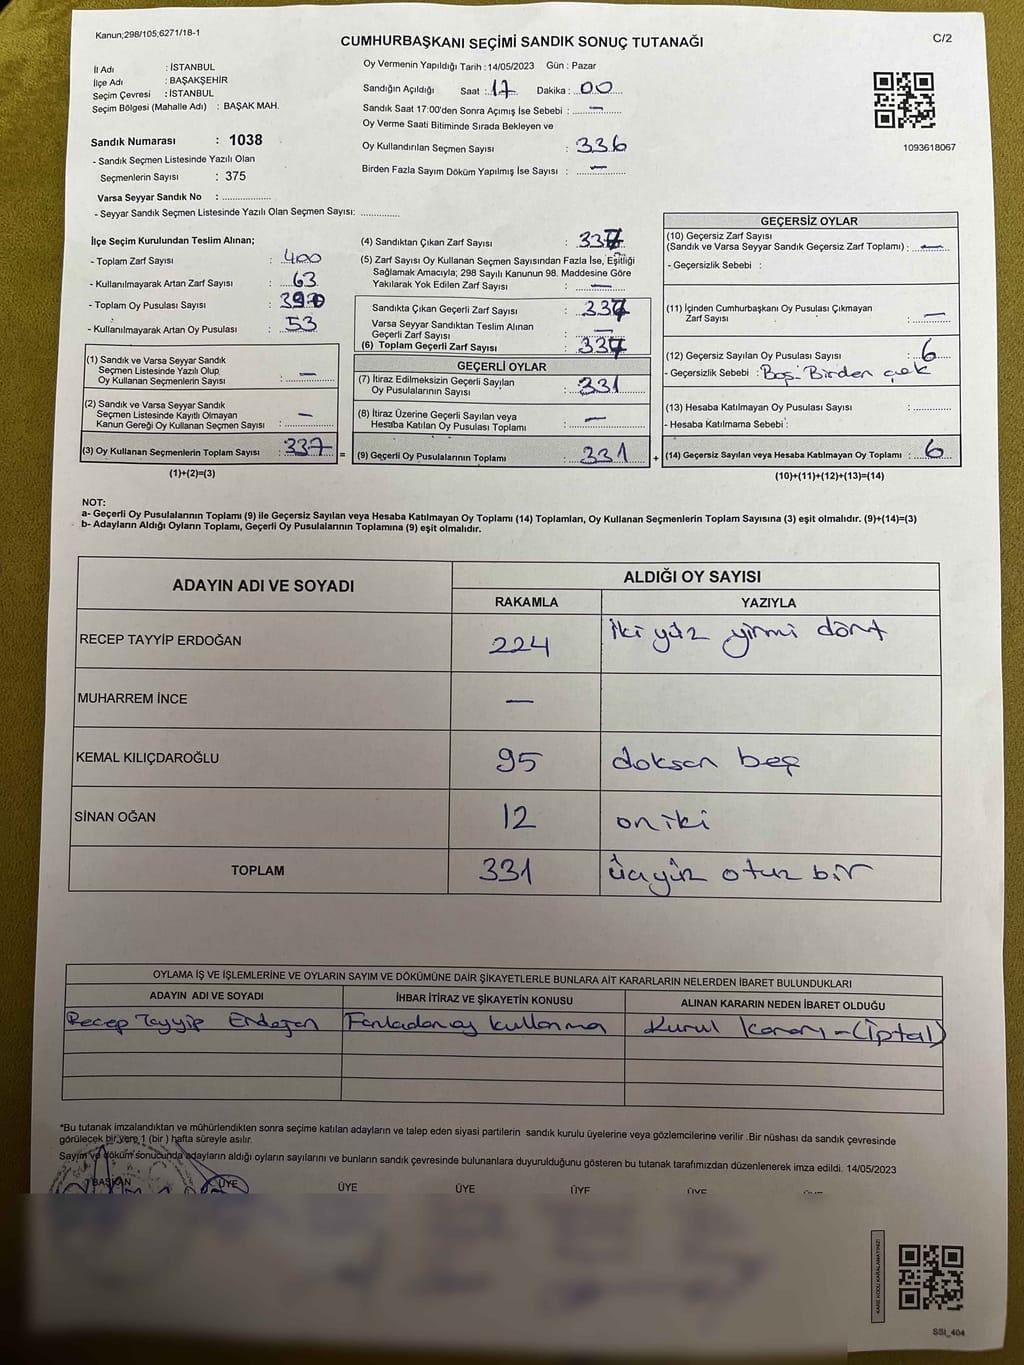 Kanun;298/105;6271/18-1
CUMHURBAŞKANI SEÇİMİ SANDIK SONUÇ TUTANAĞI
C/2
İl Adı : İSTANBUL
İlçe Adı : BAŞAKŞEHİR
Seçim Çevresi : İSTANBUL
Seçim Bölgesi (Mahalle Adı) : BAŞAK MAH.
Sandık Numarası : 1038
- Sandık Seçmen Listesinde Yazılı Olan
Seçmenlerin Sayısı : 375
Varsa Seyyar Sandık No : ....................
- Seyyar Sandık Seçmen Listesinde Yazılı Olan Seçmen Sayısı: ..............
Oy Vermenin Yapıldığı Tarih : 14/05/2023 Gün : Pazar
Sandığın Açıldığı Saat : 17 Dakika : 00
Sandık Saat 17:00'den Sonra Açımış İse Sebebi : —
Oy Verme Saati Bitiminde Sırada Bekleyen ve
Oy Kullandırılan Seçmen Sayısı : 336
Birden Fazla Sayım Döküm Yapılmış İse Sayısı : —
1093618067
İlçe Seçim Kurulundan Teslim Alınan;
- Toplam Zarf Sayısı : 400
- Kullanılmayarak Artan Zarf Sayısı : 63
- Toplam Oy Pusulası Sayısı : 390
- Kullanılmayarak Artan Oy Pusulası : 53
(1) Sandık ve Varsa Seyyar Sandık
Seçmen Listesinde Yazılı Olup,
Oy Kullanan Seçmenlerin Sayısı : —
(2) Sandık ve Varsa Seyyar Sandık
Seçmen Listesinde Kayıtlı Olmayan
Kanun Gereği Oy Kullanan Seçmen Sayısı : —
(3) Oy Kullanan Seçmenlerin Toplam Sayısı : 337 =
(1)+(2)=(3)
(4) Sandıktan Çıkan Zarf Sayısı : 337
(5) Zarf Sayısı Oy Kullanan Seçmen Sayısından Fazla İse, Eşitliği
Sağlamak Amacıyla; 298 Sayılı Kanunun 98. Maddesine Göre
Yakılarak Yok Edilen Zarf Sayısı : —
Sandıkta Çıkan Geçerli Zarf Sayısı : 337
Varsa Seyyar Sandıktan Teslim Alınan
Geçerli Zarf Sayısı : —
(6) Toplam Geçerli Zarf Sayısı : 337
GEÇERLİ OYLAR
(7) İtiraz Edilmeksizin Geçerli Sayılan
Oy Pusulalarının Sayısı : 331
(8) İtiraz Üzerine Geçerli Sayılan veya
Hesaba Katılan Oy Pusulası Toplamı : —
(9) Geçerli Oy Pusulalarının Toplamı : 331 +
GEÇERSİZ OYLAR
(10) Geçersiz Zarf Sayısı
(Sandık ve Varsa Seyyar Sandık Geçersiz Zarf Toplamı) : —
- Geçersizlik Sebebi :
(11) İçinden Cumhurbaşkanı Oy Pusulası Çıkmayan
Zarf Sayısı : —
(12) Geçersiz Sayılan Oy Pusulası Sayısı : 6
- Geçersizlik Sebebi : Boş-Birden çok
(13) Hesaba Katılmayan Oy Pusulası Sayısı : ..............
- Hesaba Katılmama Sebebi :
(14) Geçersiz Sayılan veya Hesaba Katılmayan Oy Toplamı : 6
(10)+(11)+(12)+(13)=(14)
NOT:
a- Geçerli Oy Pusulalarının Toplamı (9) ile Geçersiz Sayılan veya Hesaba Katılmayan Oy Toplamı (14) Toplamları, Oy Kullanan Seçmenlerin Toplam Sayısına (3) eşit olmalıdır. (9)+(14)=(3)
b- Adayların Aldığı Oyların Toplamı, Geçerli Oy Pusulalarının Toplamına (9) eşit olmalıdır.
ADAYIN ADI VE SOYADI ALDIĞI OY SAYISI
RAKAMLA YAZIYLA
RECEP TAYYİP ERDOĞAN 224 iki yüz yirmi dört
MUHARREM İNCE —
KEMAL KILIÇDAROĞLU 95 doksan beş
SİNAN OĞAN 12 on iki
TOPLAM 331 üçyüz otuz bir
OYLAMA İŞ VE İŞLEMLERİNE VE OYLARIN SAYIM VE DÖKÜMÜNE DAİR ŞİKAYETLERLE BUNLARA AİT KARARLARIN NELERDEN İBARET BULUNDUKLARI
ADAYIN ADI VE SOYADI İHBAR İTİRAZ VE ŞİKAYETİN KONUSU ALINAN KARARIN NEDEN İBARET OLDUĞU
Recep Tayyip Erdoğan Fazladan oy kullanma Kurul Kararı - (İptal)
*Bu tutanak imzalandıktan ve mühürlendikten sonra seçime katılan adayların ve talep eden siyasi partilerin sandık kurulu üyelerine veya gözlemcilerine verilir .Bir nüshası da sandık çevresinde
görülecek bir yere 1 (bir ) hafta süreyle asılır.
Sayım ve döküm sonucunda adayların aldığı oyların sayılarını ve bunların sandık çevresinde bulunanlara duyurulduğunu gösteren bu tutanak tarafımızdan düzenlenerek imza edildi. 14/05/2023
BAŞKAN ÜYE ÜYE ÜYE ÜYE ÜYE ÜYE
KARE KODU KARALAMAYINIZ!
SSI_404